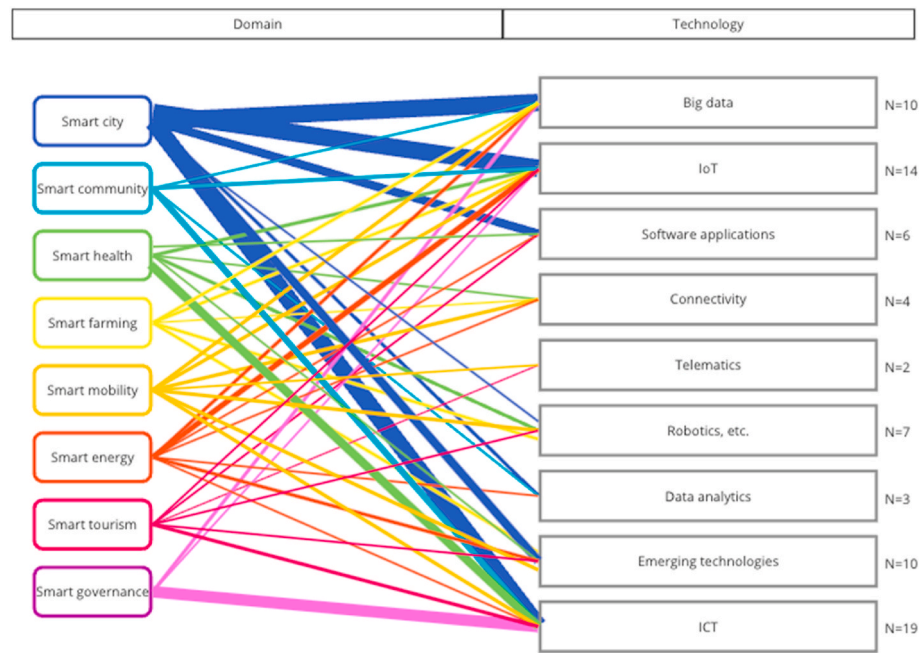 Domain
Technology
Smart city
Smart community
Smart health
Smart farming
Smart mobility
Smart energy
Smart tourism
Smart governance
Big data
N=10
IoT
N=14
Software applications
N=6
Connectivity
N=4
Telematics
N=2
Robotics, etc.
N=7
Data analytics
N=3
Emerging technologies
N=10
ICT
N=19